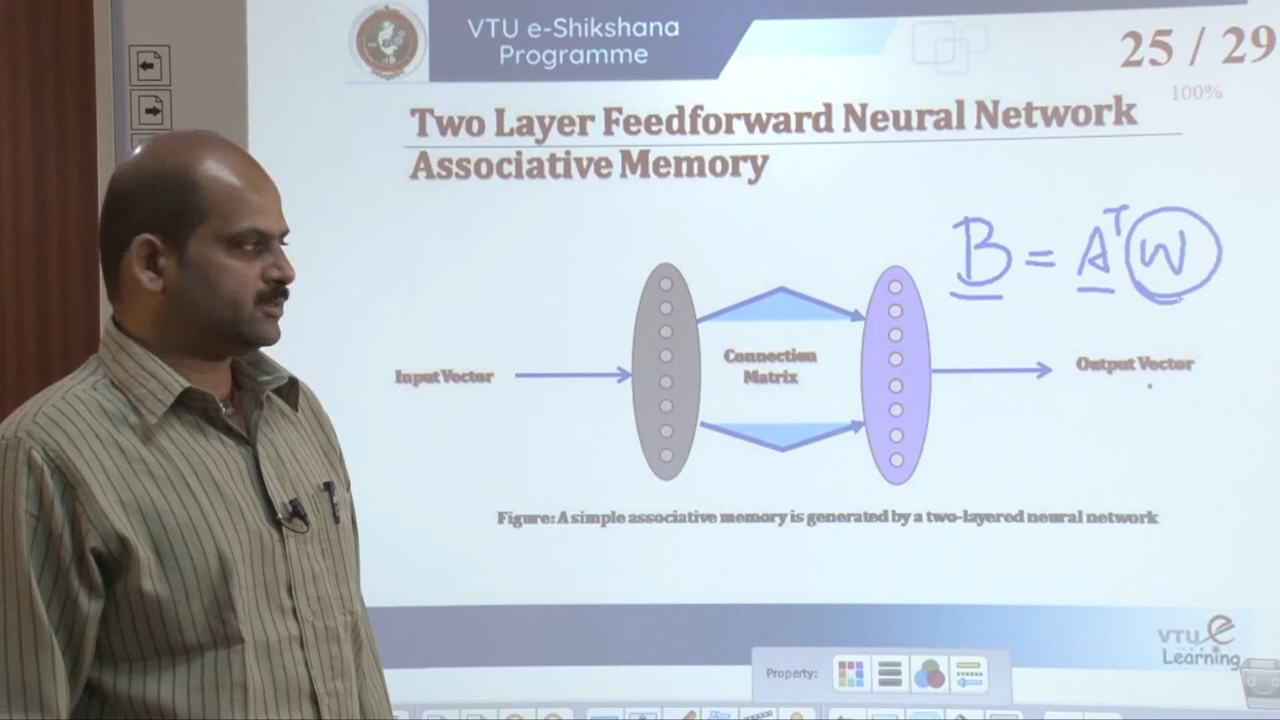 VTU e-Shikshana
Programme
25 / 29
100%
Two Layer Feedforward Neural Network
Associative Memory
B = Aᵀ W
Input Vector
Connection
Matrix
Output Vector
Figure: A simple associative memory is generated by a two-layered neural network
VTU e
Learning
Property: